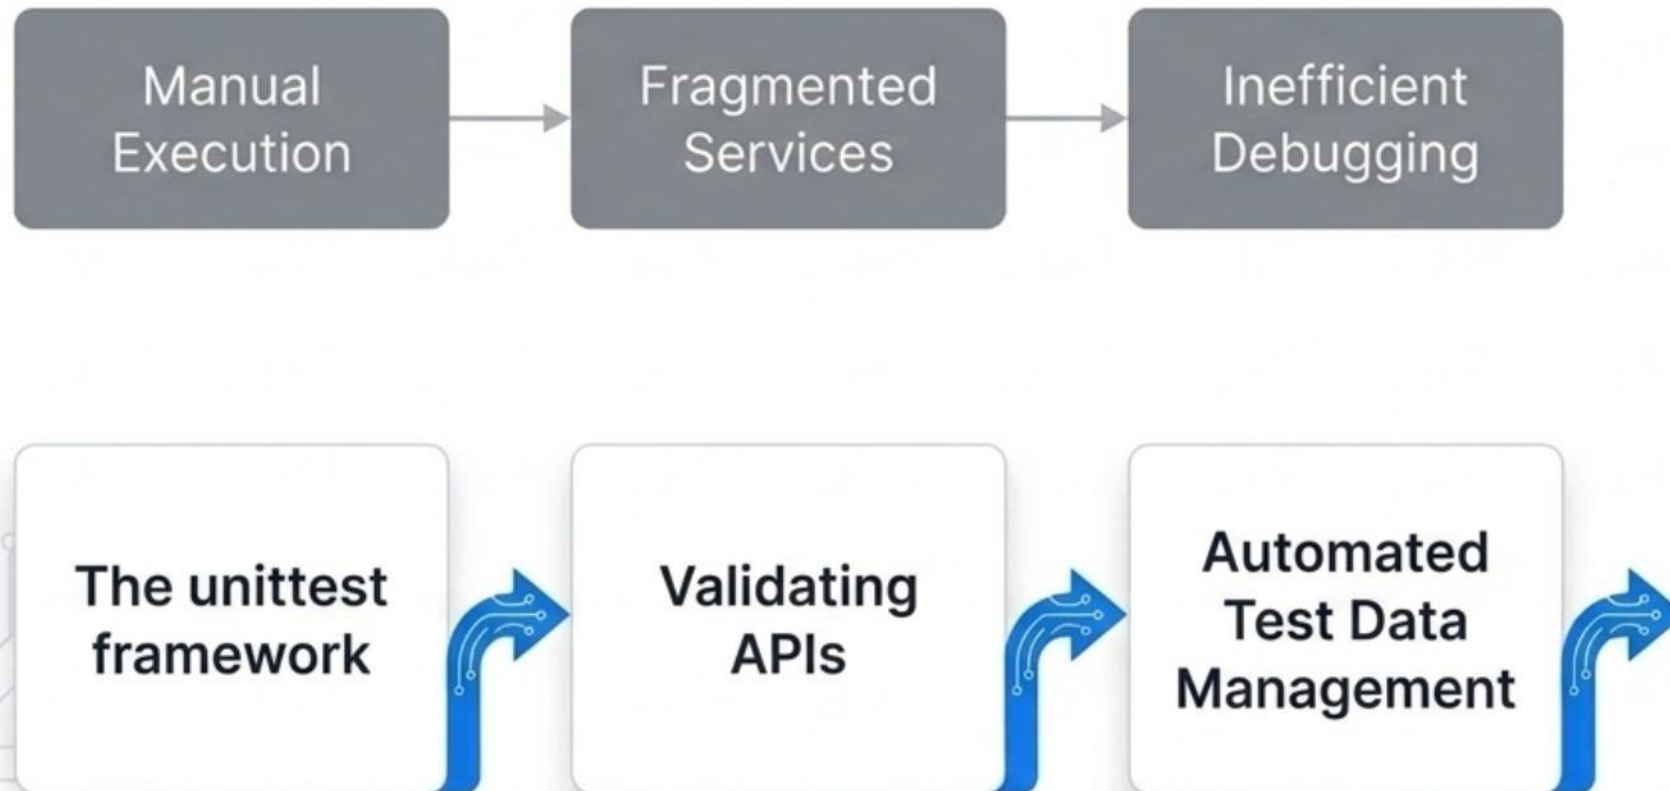 Manual
Execution
Fragmented
Services
Inefficient
Debugging
The unittest
framework
Validating
APIs
Automated
Test Data
Management